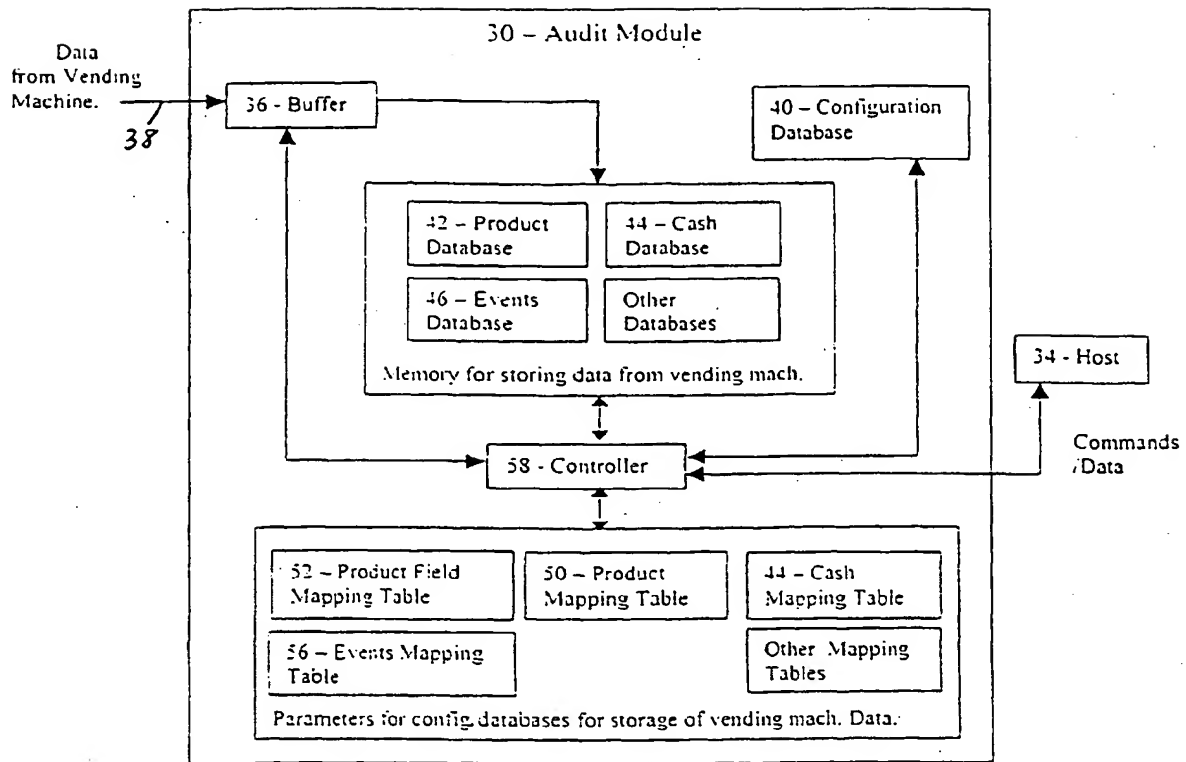 30 – Audit Module
Data
from Vending
Machine.
38
36 - Buffer
40 – Configuration
Database
42 – Product
Database
44 – Cash
Database
46 – Events
Database
Other
Databases
Memory for storing data from vending mach.
34 - Host
Commands
/Data
58 - Controller
52 – Product Field
Mapping Table
50 – Product
Mapping Table
44 – Cash
Mapping Table
56 – Events Mapping
Table
Other Mapping
Tables
Parameters for config. databases for storage of vending mach. Data.